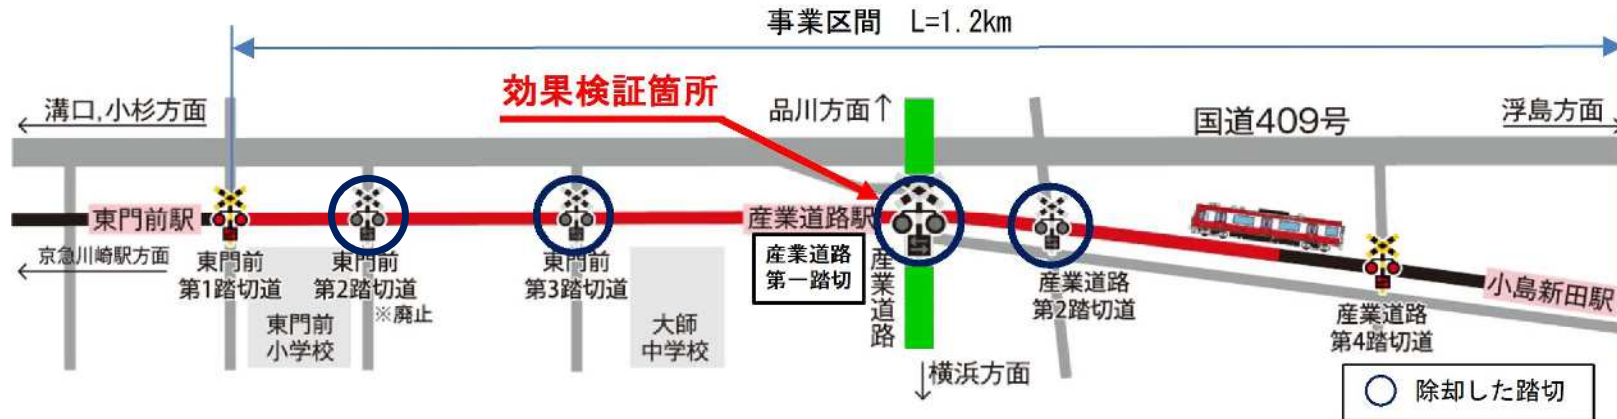 事業区間 L=1.2km
効果検証箇所
溝口,小杉方面
品川方面
国道409号
浮島方面
東門前駅
産業道路駅
小島新田駅
京急川崎駅方面
東門前
第1踏切道
東門前
第2踏切道
※廃止
東門前
第3踏切道
産業道路
第一踏切
産業道路
産業道路
第2踏切道
産業道路
第4踏切道
東門前
小学校
大師
中学校
横浜方面
除却した踏切